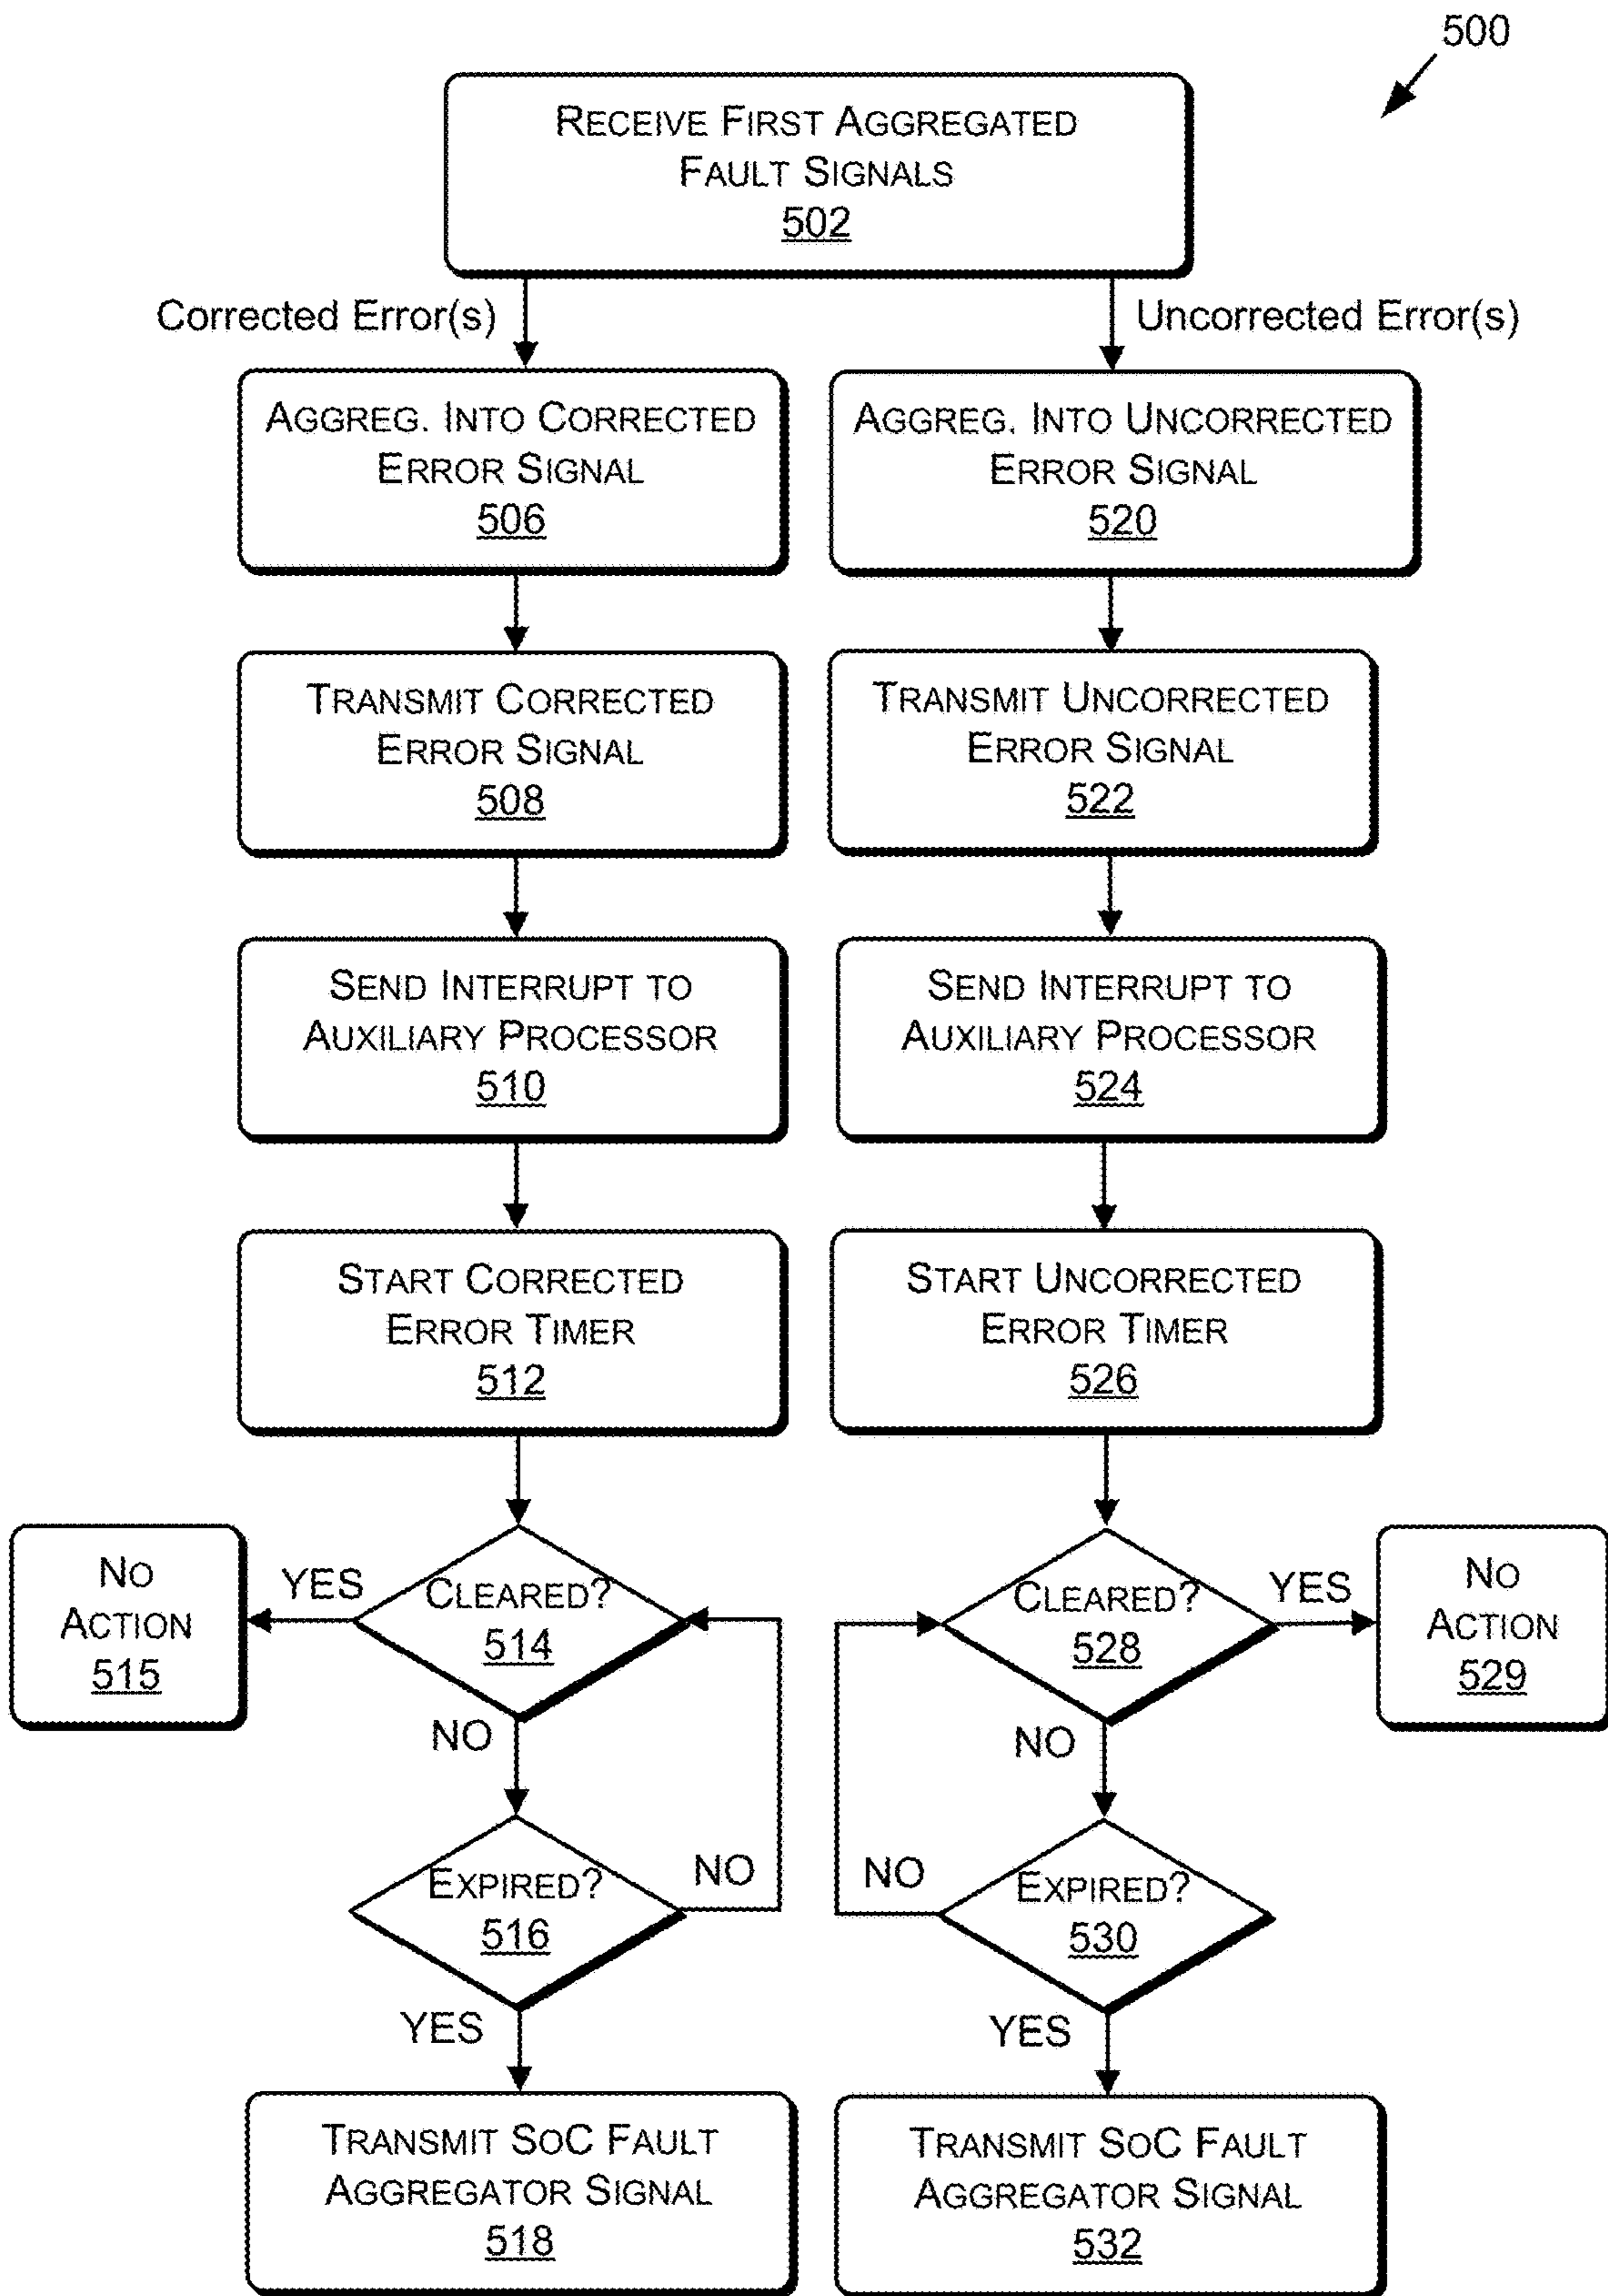 500
RECEIVE FIRST AGGREGATED
FAULT SIGNALS
502
Corrected Error(s)
Uncorrected Error(s)
AGGREG. INTO CORRECTED
ERROR SIGNAL
506
AGGREG. INTO UNCORRECTED
ERROR SIGNAL
520
TRANSMIT CORRECTED
ERROR SIGNAL
508
TRANSMIT UNCORRECTED
ERROR SIGNAL
522
SEND INTERRUPT TO
AUXILIARY PROCESSOR
510
SEND INTERRUPT TO
AUXILIARY PROCESSOR
524
START CORRECTED
ERROR TIMER
512
START UNCORRECTED
ERROR TIMER
526
NO
ACTION
515
YES
CLEARED?
514
NO
CLEARED?
528
YES
NO
ACTION
529
NO
EXPIRED?
516
NO
YES
NO
EXPIRED?
530
YES
TRANSMIT SOC FAULT
AGGREGATOR SIGNAL
518
TRANSMIT SOC FAULT
AGGREGATOR SIGNAL
532